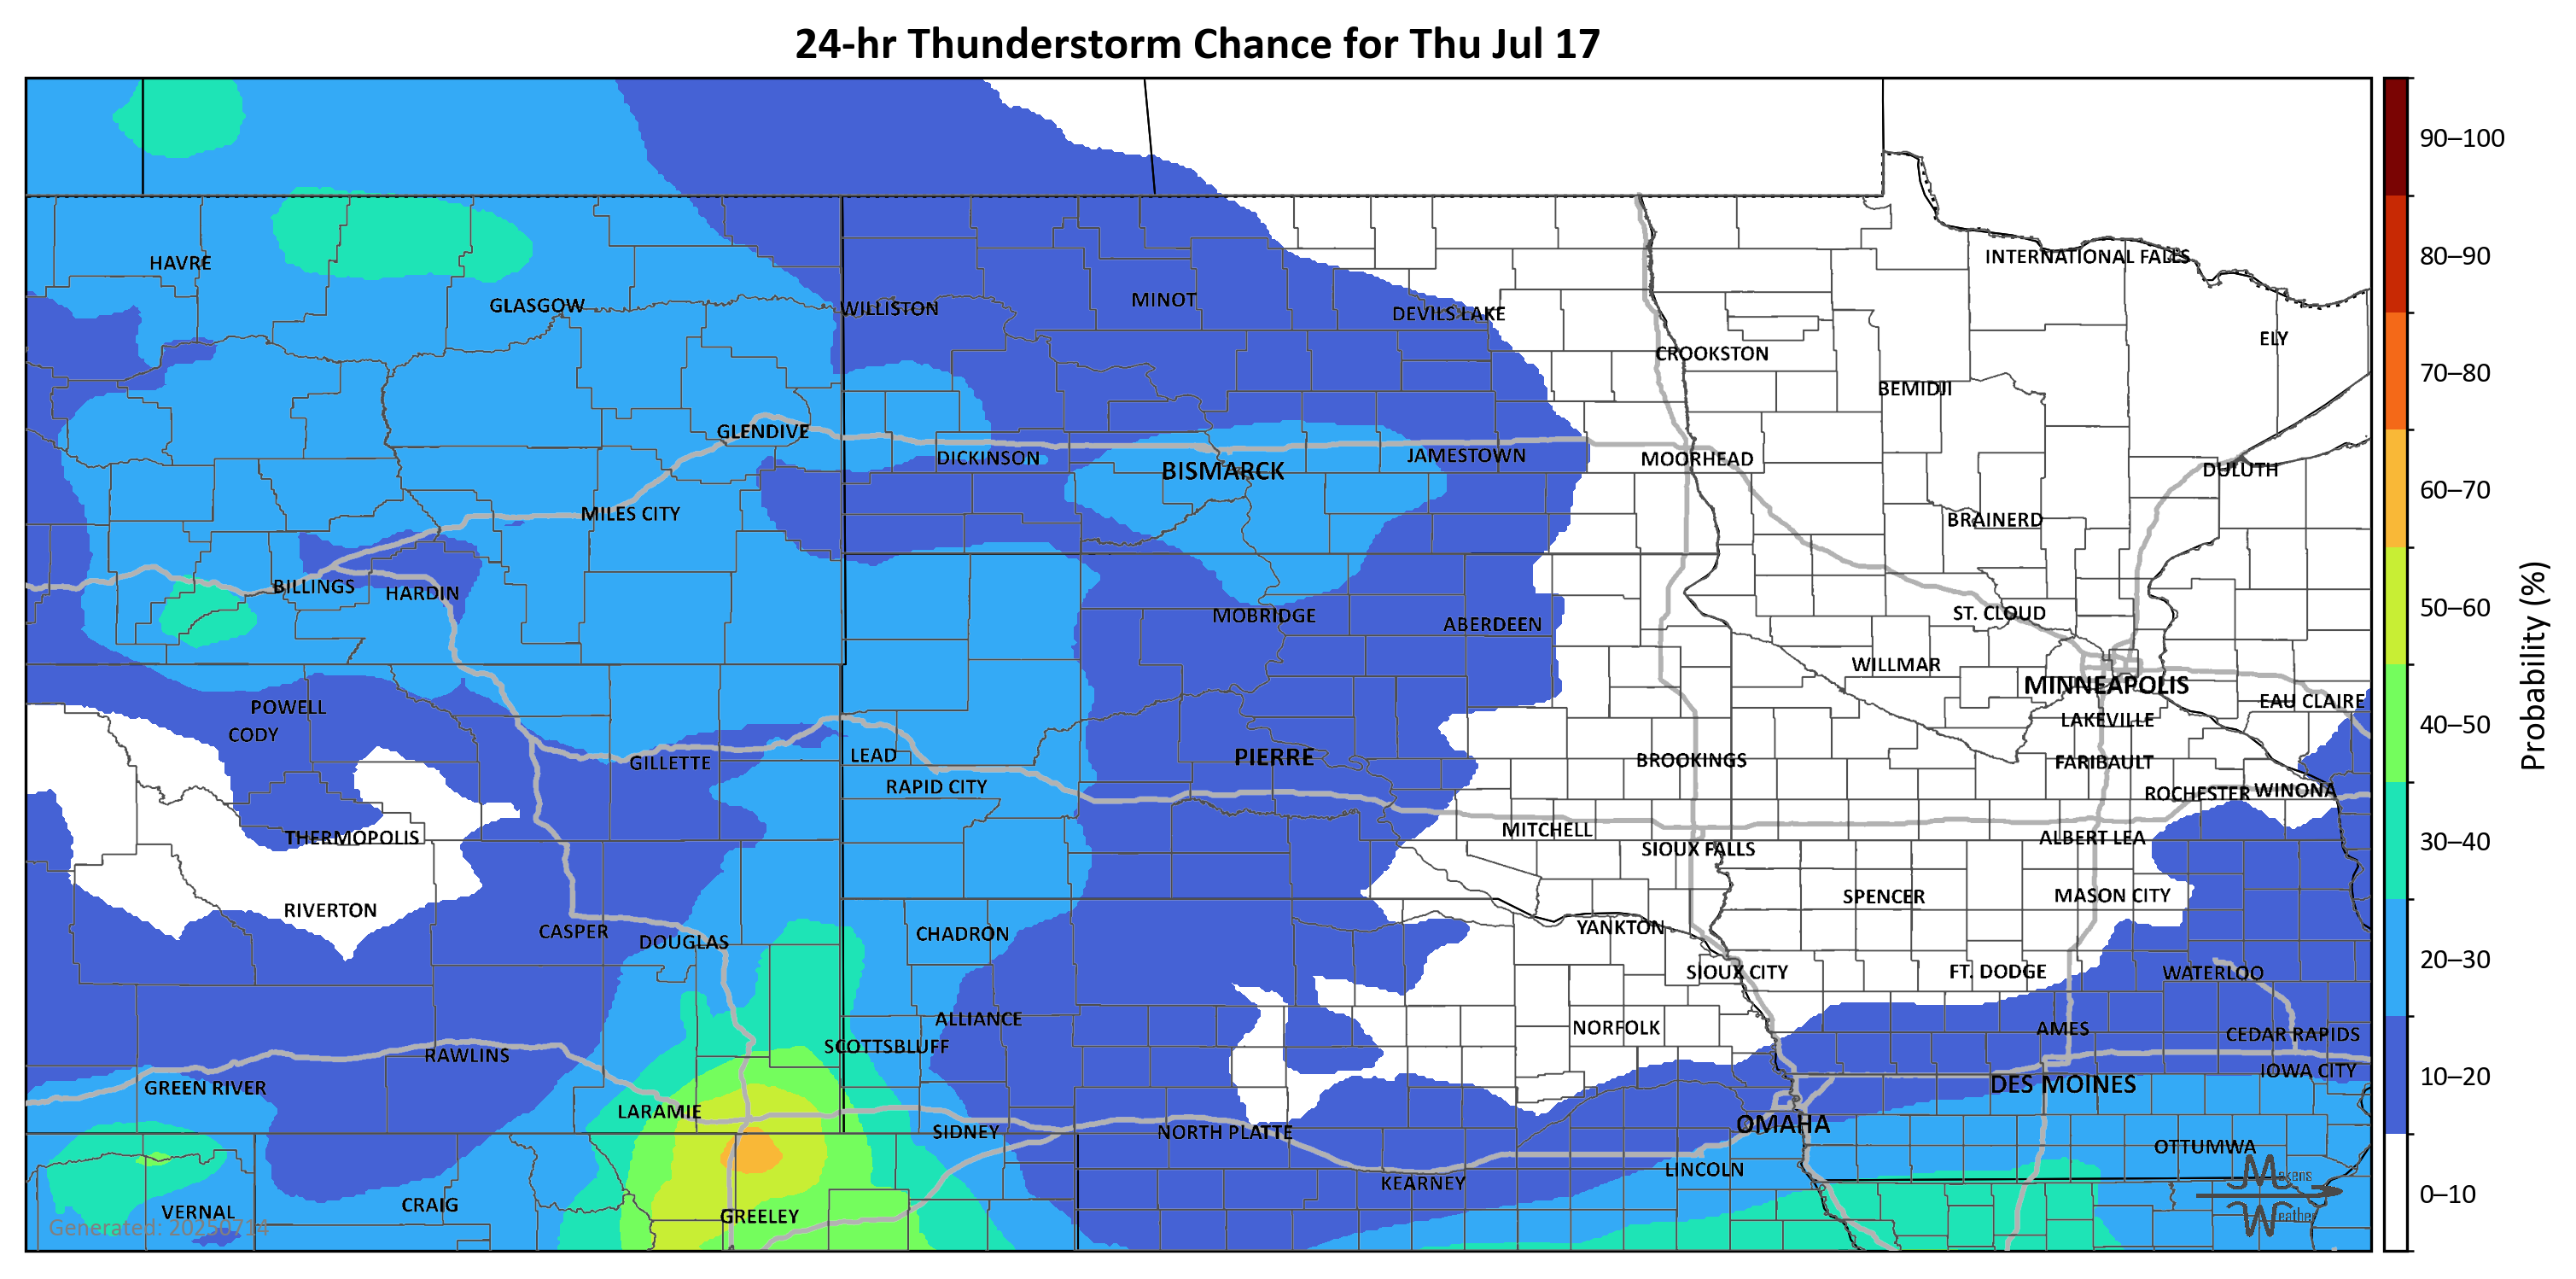 24-hr Thunderstorm Chance for Thu Jul 17
90–100
INTERNATIONAL FALLS
80–90
HAVRE
MINOT
GLASGOW
WILLISTON
DEVILS LAKE
ELY
CROOKSTON
70–80
BEMIDJI
GLENDIVE
DICKINSON
JAMESTOWN
MOORHEAD
BISMARCK
DULUTH
60–70
MILES CITY
BRAINERD
BILLINGS
HARDIN
50–60
MOBRIDGE
ST. CLOUD
ABERDEEN
WILLMAR
Probability (%)
MINNEAPOLIS
EAU CLAIRE
POWELL
LAKEVILLE
40–50
CODY
LEAD
PIERRE
BROOKINGS
GILLETTE
FARIBAULT
RAPID CITY
ROCHESTER
WINONA
MITCHELL
THERMOPOLIS
ALBERT LEA
30–40
SIOUX FALLS
SPENCER
MASON CITY
RIVERTON
YANKTON
CASPER
CHADRON
DOUGLAS
20–30
SIOUX CITY
FT. DODGE
WATERLOO
ALLIANCE
NORFOLK
AMES
CEDAR RAPIDS
SCOTTSBLUFF
RAWLINS
IOWA CITY
10–20
GREEN RIVER
DES MOINES
LARAMIE
OMAHA
SIDNEY
NORTH PLATTE
OTTUMWA
LINCOLN
Makens
KEARNEY
0–10
CRAIG
VERNAL
GREELEY
Weather
Generated: 20250714